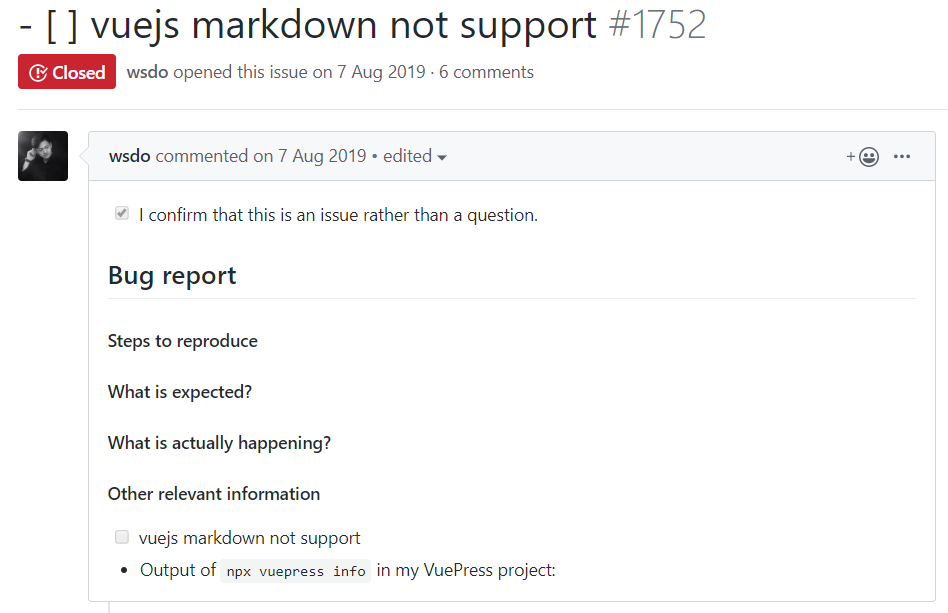 - [ ] vuejs markdown not support #1752
Closed wsdo opened this issue on 7 Aug 2019 · 6 comments
wsdo commented on 7 Aug 2019 • edited
I confirm that this is an issue rather than a question.
Bug report
Steps to reproduce
What is expected?
What is actually happening?
Other relevant information
vuejs markdown not support
• Output of npx vuepress info in my VuePress project: